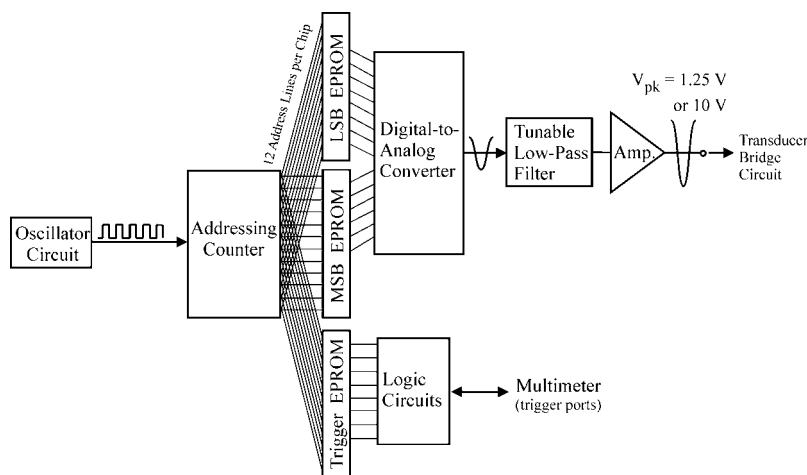 12 Address Lines per Chip
LSB EPROM
Digital-to-
Analog
Converter
V_pk = 1.25 V
or 10 V
Tunable
Low-Pass
Filter
Amp.
Transducer
Bridge
Circuit
Oscillator
Circuit
Addressing
Counter
MSB EPROM
Trigger EPROM
Logic
Circuits
Multimeter
(trigger ports)